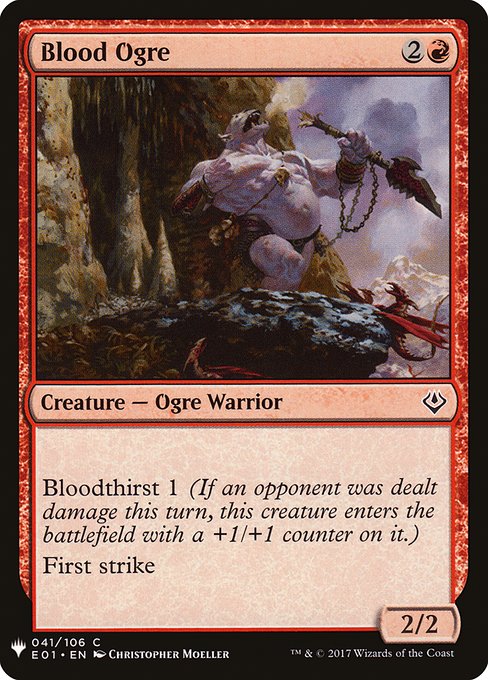 Blood Ogre 2
Creature — Ogre Warrior
Bloodthirst 1 (If an opponent was dealt
damage this turn, this creature enters the
battlefield with a +1/+1 counter on it.)
First strike
2/2
041/106 C
E01 • EN Christopher Moeller
™ & © 2017 Wizards of the Coast